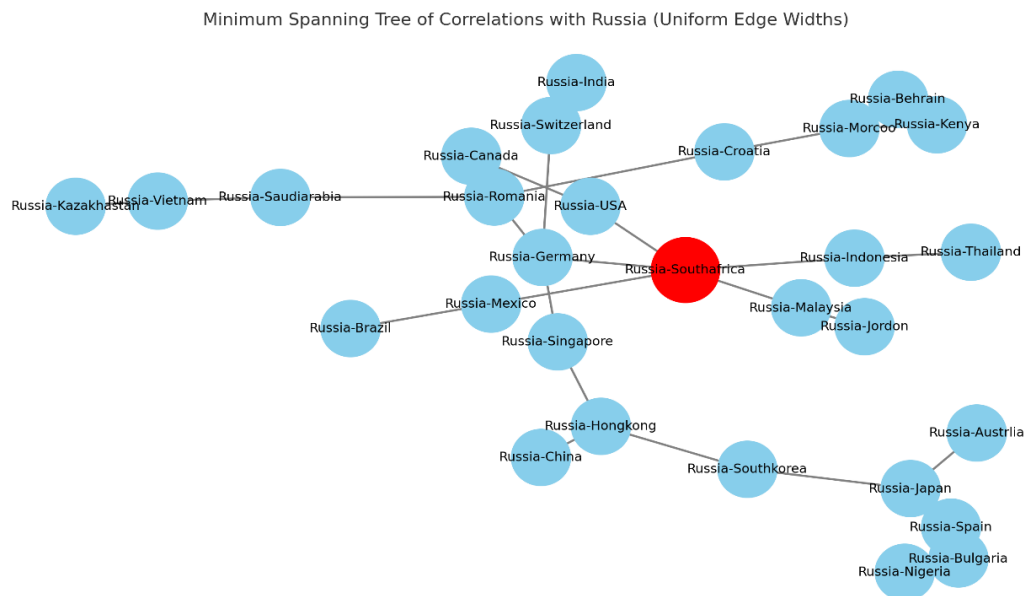 Minimum Spanning Tree of Correlations with Russia (Uniform Edge Widths)
Russia-India
Russia-Behrain
Russia-Switzerland
Russia-Morcoo
Russia-Kenya
Russia-Croatia
Russia-Canada
Russia-Romania
Russia-Saudiarabia
Russia-Vietnam
Russia-Kazakhastan
Russia-USA
Russia-Thailand
Russia-Germany
Russia-Indonesia
Russia-Southafrica
Russia-Mexico
Russia-Malaysia
Russia-Brazil
Russia-Jordon
Russia-Singapore
Russia-Hongkong
Russia-Austrlia
Russia-China
Russia-Southkorea
Russia-Japan
Russia-Spain
Russia-Bulgaria
Russia-Nigeria